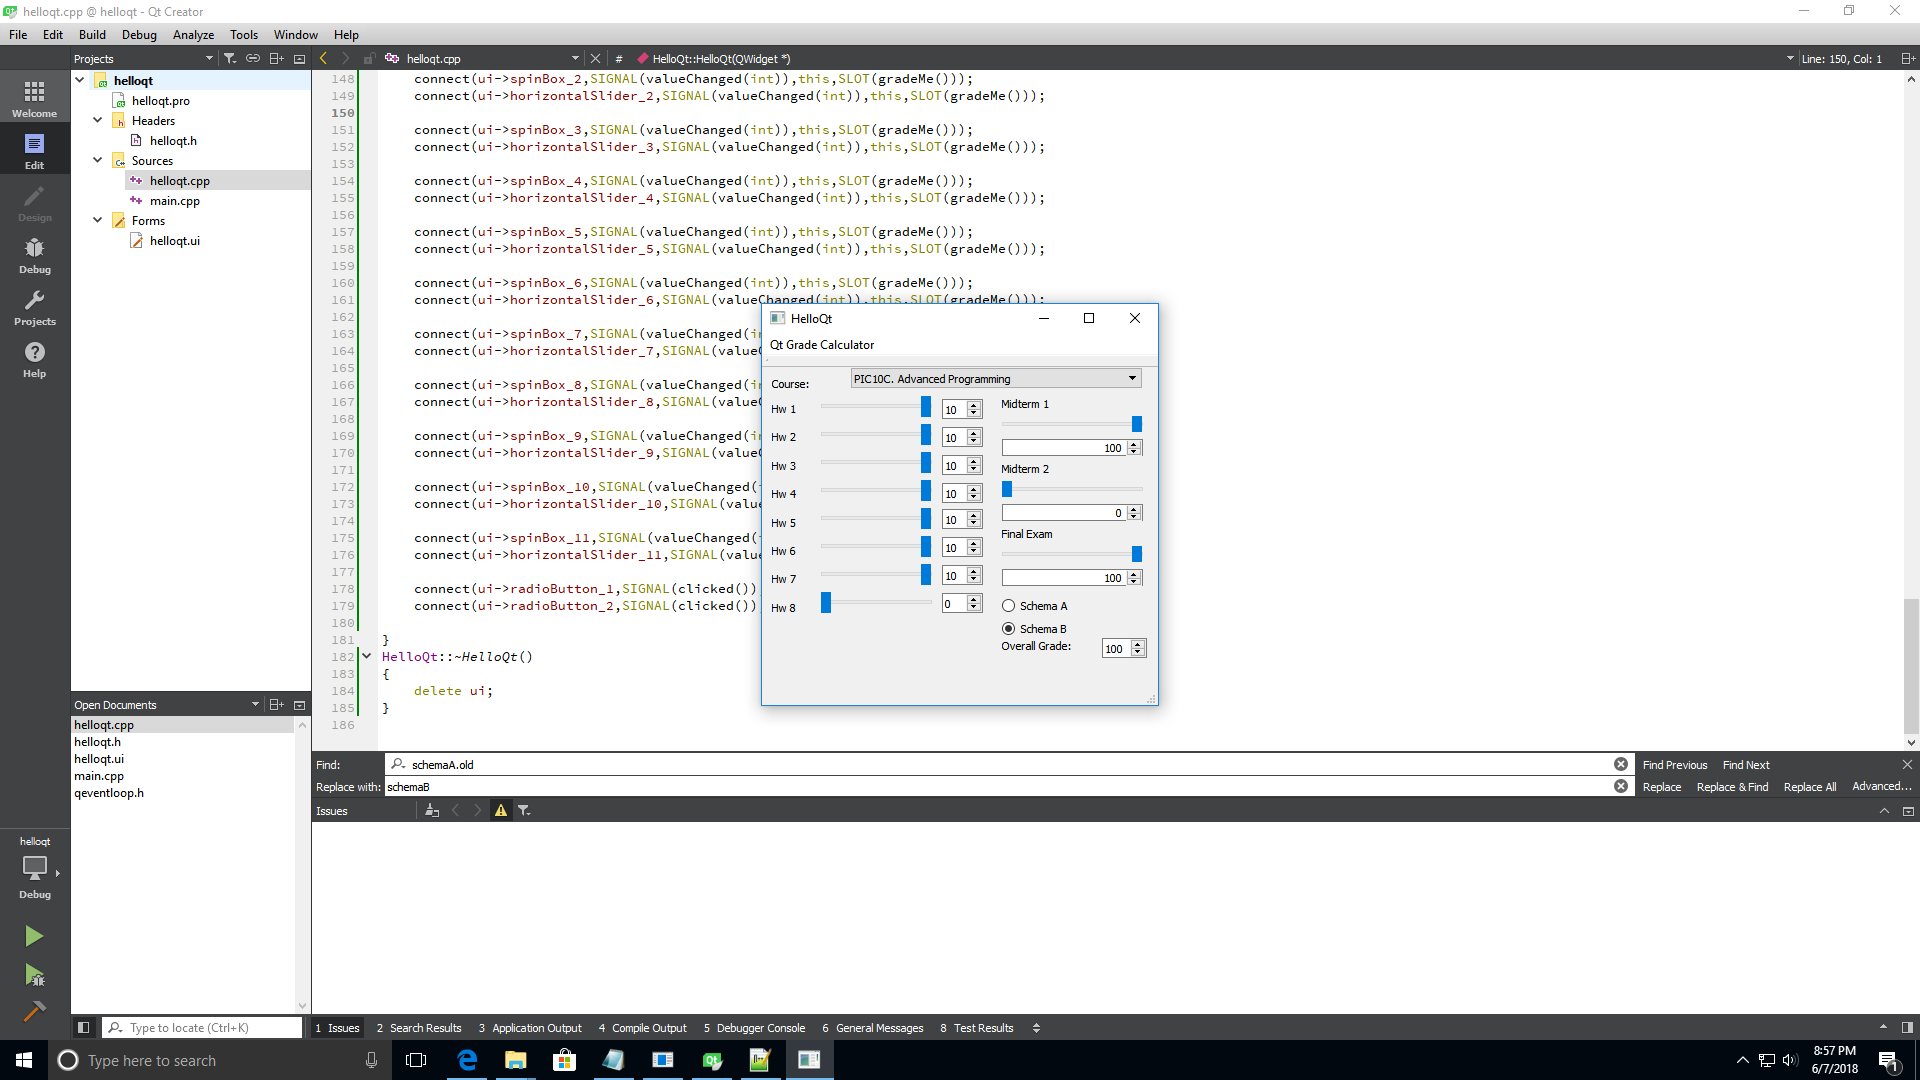 helloqt.cpp @ helloqt - Qt Creator
File Edit Build Debug Analyze Tools Window Help
Projects
helloqt.cpp
#
HelloQt::HelloQt(QWidget *)
Line: 150, Col: 1
Welcome
Edit
Design
Debug
Projects
Help
helloqt
helloqt.pro
Headers
helloqt.h
Sources
helloqt.cpp
main.cpp
Forms
helloqt.ui
148 connect(ui->spinBox_2,SIGNAL(valueChanged(int)),this,SLOT(gradeMe()));
149 connect(ui->horizontalSlider_2,SIGNAL(valueChanged(int)),this,SLOT(gradeMe()));
150
151 connect(ui->spinBox_3,SIGNAL(valueChanged(int)),this,SLOT(gradeMe()));
152 connect(ui->horizontalSlider_3,SIGNAL(valueChanged(int)),this,SLOT(gradeMe()));
153
154 connect(ui->spinBox_4,SIGNAL(valueChanged(int)),this,SLOT(gradeMe()));
155 connect(ui->horizontalSlider_4,SIGNAL(valueChanged(int)),this,SLOT(gradeMe()));
156
157 connect(ui->spinBox_5,SIGNAL(valueChanged(int)),this,SLOT(gradeMe()));
158 connect(ui->horizontalSlider_5,SIGNAL(valueChanged(int)),this,SLOT(gradeMe()));
159
160 connect(ui->spinBox_6,SIGNAL(valueChanged(int)),this,SLOT(gradeMe()));
161 connect(ui->horizontalSlider_6,SIGNAL(valueChanged(int)),this,SLOT(gradeMe()));
162
163 connect(ui->spinBox_7,SIGNAL(valueChanged(i
164 connect(ui->horizontalSlider_7,SIGNAL(value
165
166 connect(ui->spinBox_8,SIGNAL(valueChanged(i
167 connect(ui->horizontalSlider_8,SIGNAL(value
168
169 connect(ui->spinBox_9,SIGNAL(valueChanged(i
170 connect(ui->horizontalSlider_9,SIGNAL(value
171
172 connect(ui->spinBox_10,SIGNAL(valueChanged(
173 connect(ui->horizontalSlider_10,SIGNAL(value
174
175 connect(ui->spinBox_11,SIGNAL(valueChanged(
176 connect(ui->horizontalSlider_11,SIGNAL(value
177
178 connect(ui->radioButton_1,SIGNAL(clicked())
179 connect(ui->radioButton_2,SIGNAL(clicked())
180
181 }
182 HelloQt::~HelloQt()
183 {
184 delete ui;
185 }
186
HelloQt
Qt Grade Calculator
Course: PIC10C. Advanced Programming
Hw 1 10
Hw 2 10
Hw 3 10
Hw 4 10
Hw 5 10
Hw 6 10
Hw 7 10
Hw 8 0
Midterm 1
100
Midterm 2
0
Final Exam
100
Schema A
Schema B
Overall Grade: 100
Open Documents
helloqt.cpp
helloqt.h
helloqt.ui
main.cpp
qeventloop.h
Find: schemaA.old Find Previous Find Next
Replace with: schemaB Replace Replace & Find Replace All Advanced...
Issues
helloqt
Debug
Type to locate (Ctrl+K)
1 Issues 2 Search Results 3 Application Output 4 Compile Output 5 Debugger Console 6 General Messages 8 Test Results
Type here to search
8:57 PM
6/7/2018
1